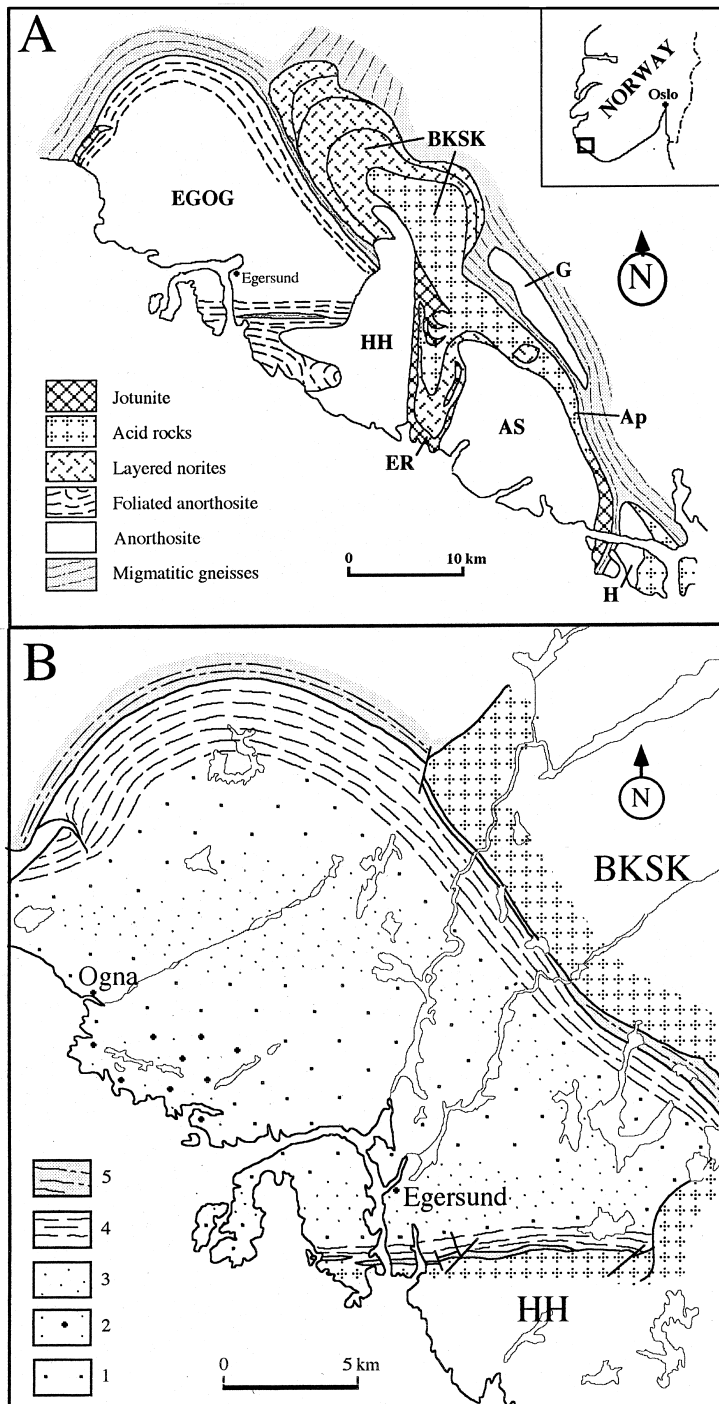 A
NORWAY
Oslo
BKSK
EGOG
G
N
Egersund
HH
Jotunite
Acid rocks
Ap
AS
Layered norites
ER
Foliated anorthosite
Anorthosite
0 10 km
Migmatitic gneisses
H
B
N
BKSK
Ogna
5
Egersund
4
3
HH
2
0 5 km
1